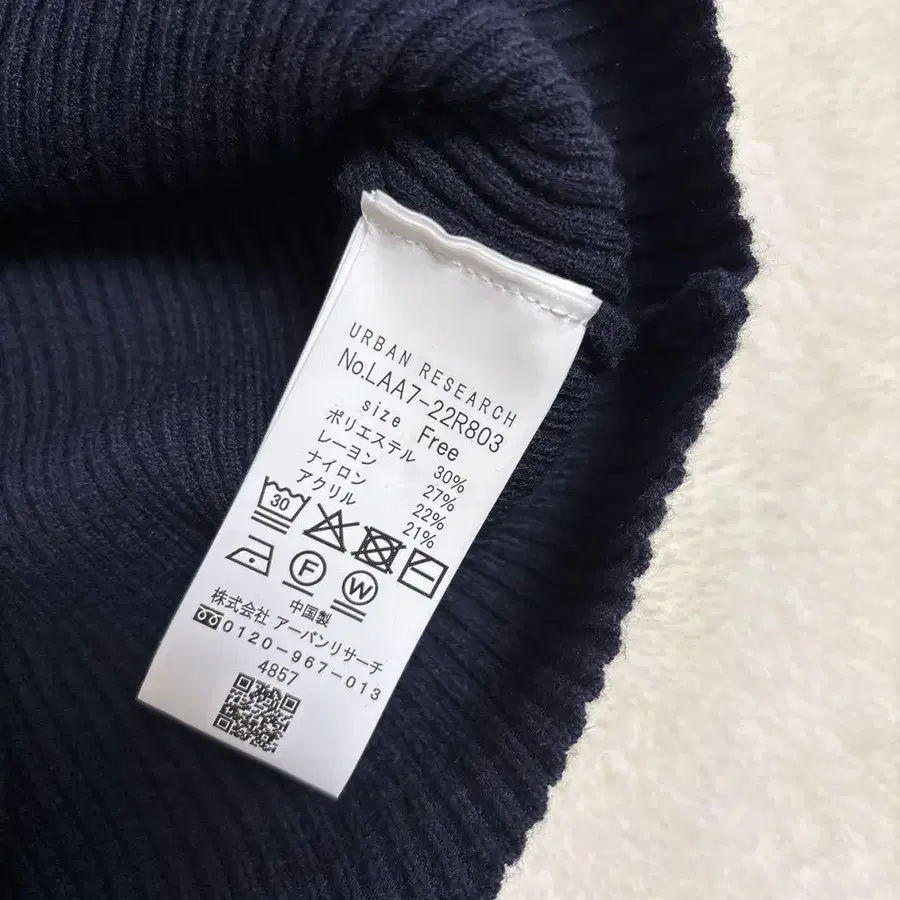 URBAN RESEARCH
No.LAA7-22R803
size Free
ポリエステル 30%
レーヨン 27%
ナイロン 22%
アクリル 21%
30
F W
中国製
株式会社 アーバンリサーチ
0120-967-013
4857